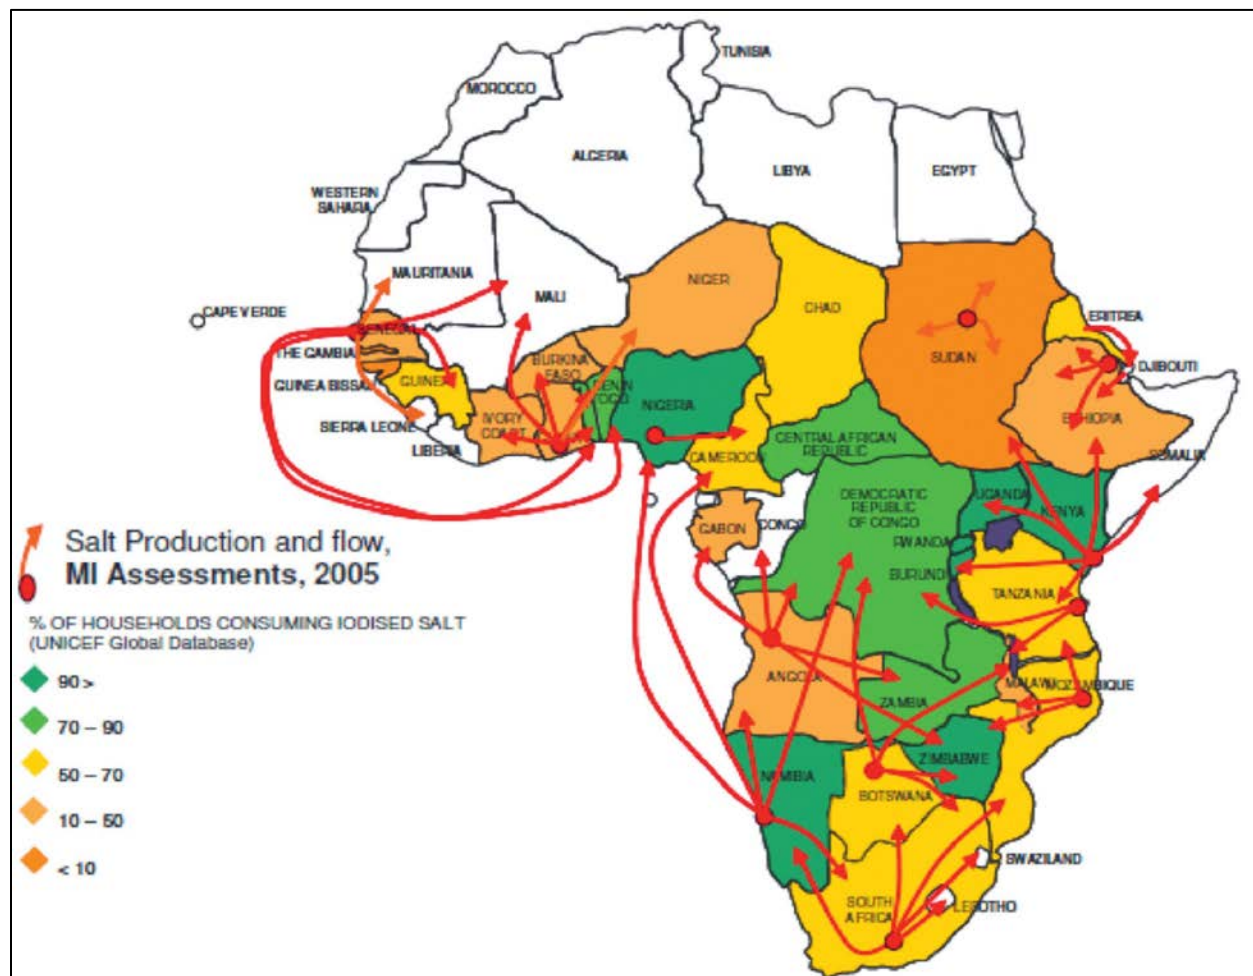 TUNISIA
MOROCCO
ALGERIA
LIBYA
EGYPT
WESTERN
SAHARA
MAURITANIA
MALI
NIGER
CHAD
CAPE VERDE
SENEGAL
ERITREA
SUDAN
THE GAMBIA
DJIBOUTI
BURKINA
FASO
GUINEA BISSAU
GUINEA
BENIN
TOGO
NIGERIA
ETHIOPIA
IVORY
COAST
SIERRA LEONE
LIBERIA
CENTRAL AFRICAN
REPUBLIC
CAMEROON
SOMALIA
DEMOCRATIC
REPUBLIC
OF CONGO
UGANDA
KENYA
GABON
CONGO
RWANDA
BURUNDI
TANZANIA
Salt Production and flow,
MI Assessments, 2005
% OF HOUSEHOLDS CONSUMING IODISED SALT
(UNICEF Global Database)
90 >
70 – 90
50 – 70
10 – 50
< 10
ANGOLA
MALAWI
MOZAMBIQUE
ZAMBIA
ZIMBABWE
NAMIBIA
BOTSWANA
SWAZILAND
SOUTH
AFRICA
LESOTHO